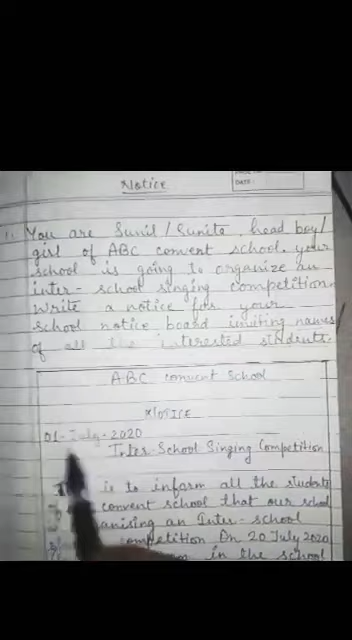 DATE:
Notice
1. You are Sunil/Sunita, head boy/
girl of ABC convent school. your
school is going to organize an
inter-school singing competition.
Write a notice for your
School notice board inviting names
of all the interested students.
ABC convent School
NOTICE
01-July-2020
Inter-School Singing Competition
is to inform all the students
convent school that our school
anising an Inter-school
competition On 20 July 2020
in the school